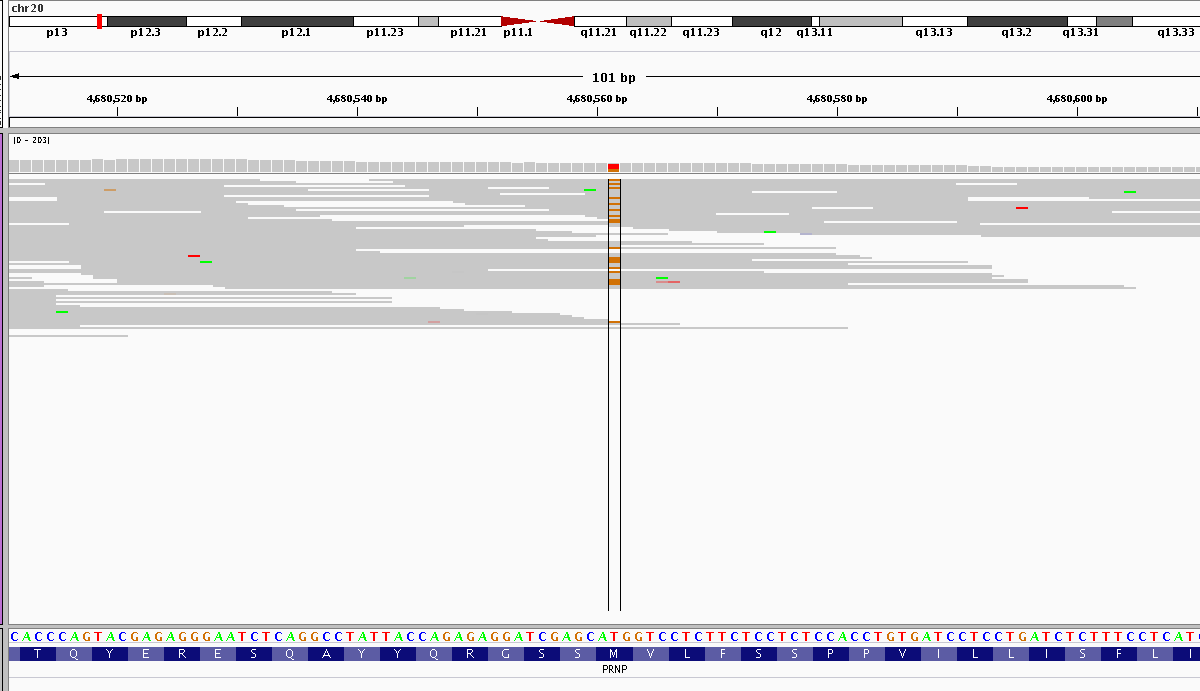 chr20
p13 p12.3 p12.2 p12.1 p11.23 p11.21 p11.1 q11.21 q11.22 q11.23 q12 q13.11 q13.13 q13.2 q13.31 q13.33
101 bp
4,680,520 bp 4,680,540 bp 4,680,560 bp 4,680,580 bp 4,680,600 bp
[0 - 203]
CACCCAGTACGAGAGGGAATCTCAGGCCTATTACCAGAGAGGATCGAGCATGGTCCTCTTCTCCTCTCCACCTGTGATCCTCCTGATCTCTTTCCTCAT
T Q Y E R E S Q A Y Y Q R G S S M V L F S S P P V I L L I S F L I
PRNP